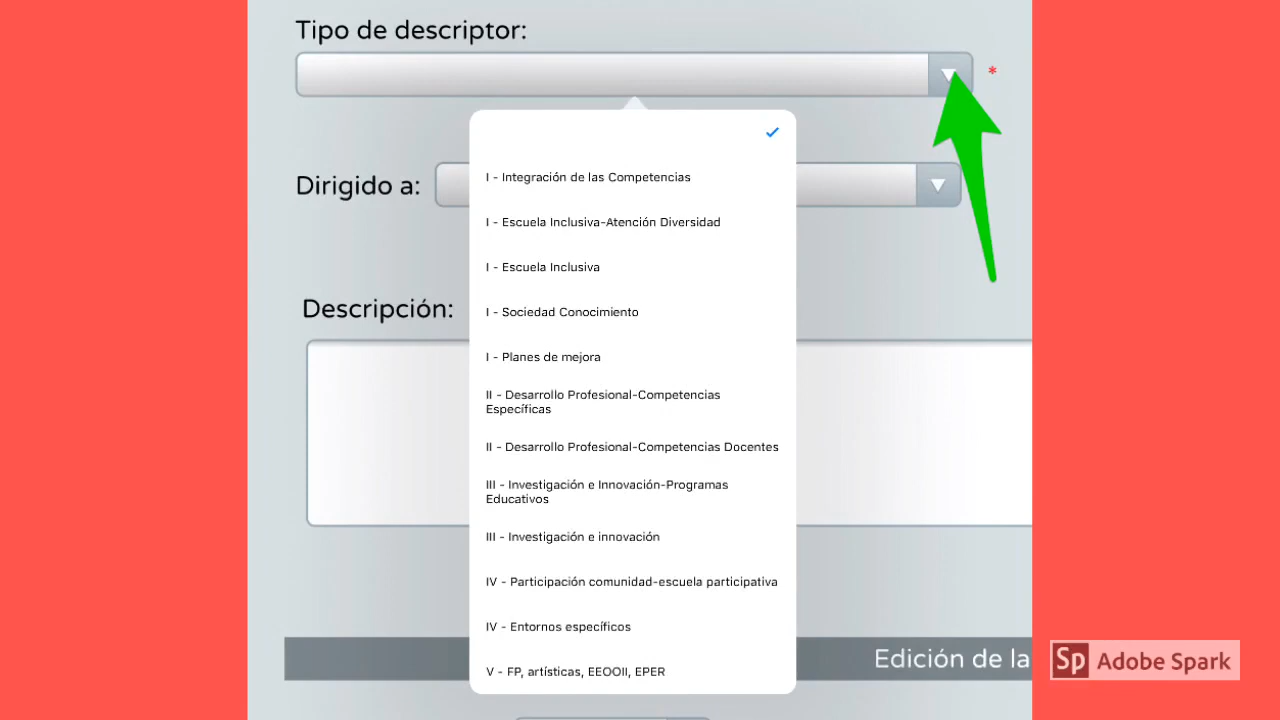 Tipo de descriptor:
*
I - Integración de las Competencias
Dirigido a:
I - Escuela Inclusiva-Atención Diversidad
I - Escuela Inclusiva
Descripción:
I - Sociedad Conocimiento
I - Planes de mejora
II - Desarrollo Profesional-Competencias
Específicas
II - Desarrollo Profesional-Competencias Docentes
III - Investigación e Innovación-Programas
Educativos
III - Investigación e innovación
IV - Participación comunidad-escuela participativa
IV - Entornos específicos
V - FP, artísticas, EEOOII, EPER
Edición de la
Sp Adobe Spark